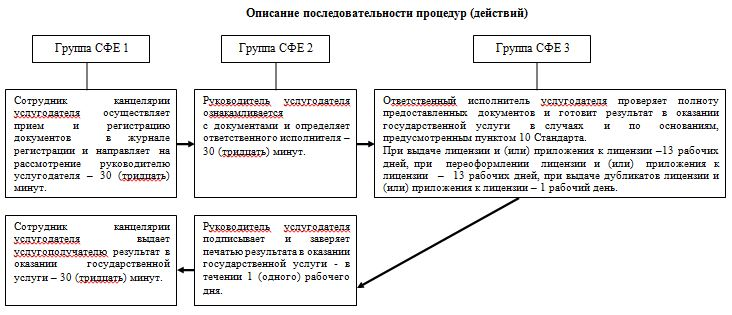 Описание последовательности процедур (действий)
Группа СФЕ 1
Группа СФЕ 2
Группа СФЕ 3
Сотрудник канцелярии
услугодателя осуществляет
прием и регистрацию
документов в журнале
регистрации и направляет на
рассмотрение руководителю
услугодателя – 30 (тридцать)
минут.
Руководитель услугодателя
ознакамливается
с документами и определяет
ответственного исполнителя –
30 (тридцать) минут.
Ответственный исполнитель услугодателя проверяет полноту
предоставленных документов и готовит результат в оказании
государственной услуги в случаях и по основаниям,
предусмотренным пунктом 10 Стандарта.
При выдаче лицензии и (или) приложения к лицензии –13 рабочих
дней, при переоформлении лицензии и (или) приложения к
лицензии – 13 рабочих дней, при выдаче дубликатов лицензии и
(или) приложения к лицензии – 1 рабочий день.
Сотрудник канцелярии
услугодателя выдает
услугополучателю результат в
оказании государственной
услуги – 30 (тридцать) минут.
Руководитель услугодателя
подписывает и заверяет
печатью результата в оказании
государственной услуги - в
течении 1 (одного) рабочего
дня.